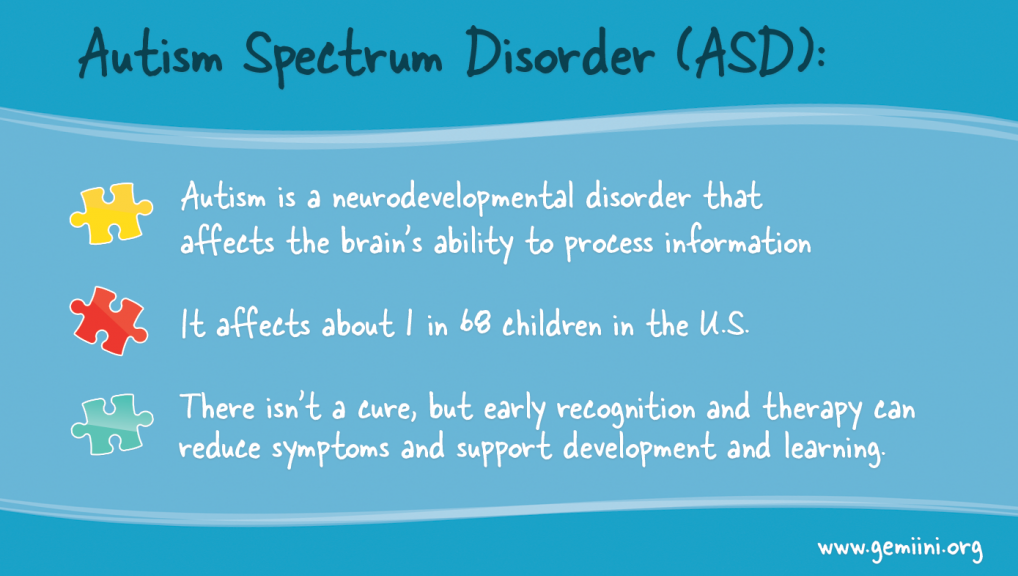 Autism Spectrum Disorder (ASD):
Autism is a neurodevelopmental disorder that
affects the brain's ability to process information
It affects about 1 in 68 children in the U.S.
There isn't a cure, but early recognition and therapy can
reduce symptoms and support development and learning.
www.gemiini.org